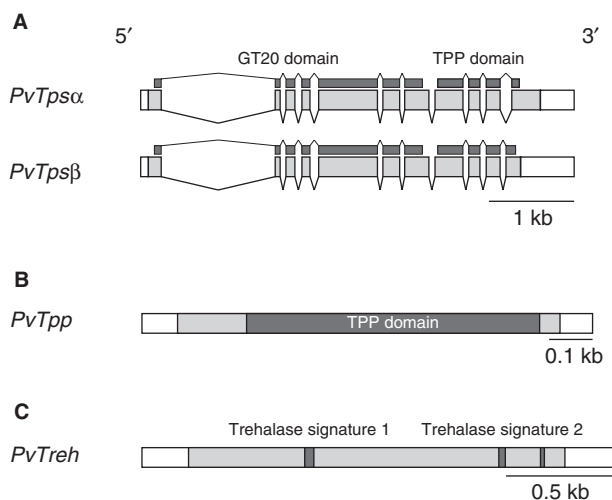 A
5′ 3′
GT20 domain TPP domain
PvTpsα
PvTpsβ
1 kb
B
PvTpp TPP domain
0.1 kb
C
Trehalase signature 1 Trehalase signature 2
PvTreh
0.5 kb